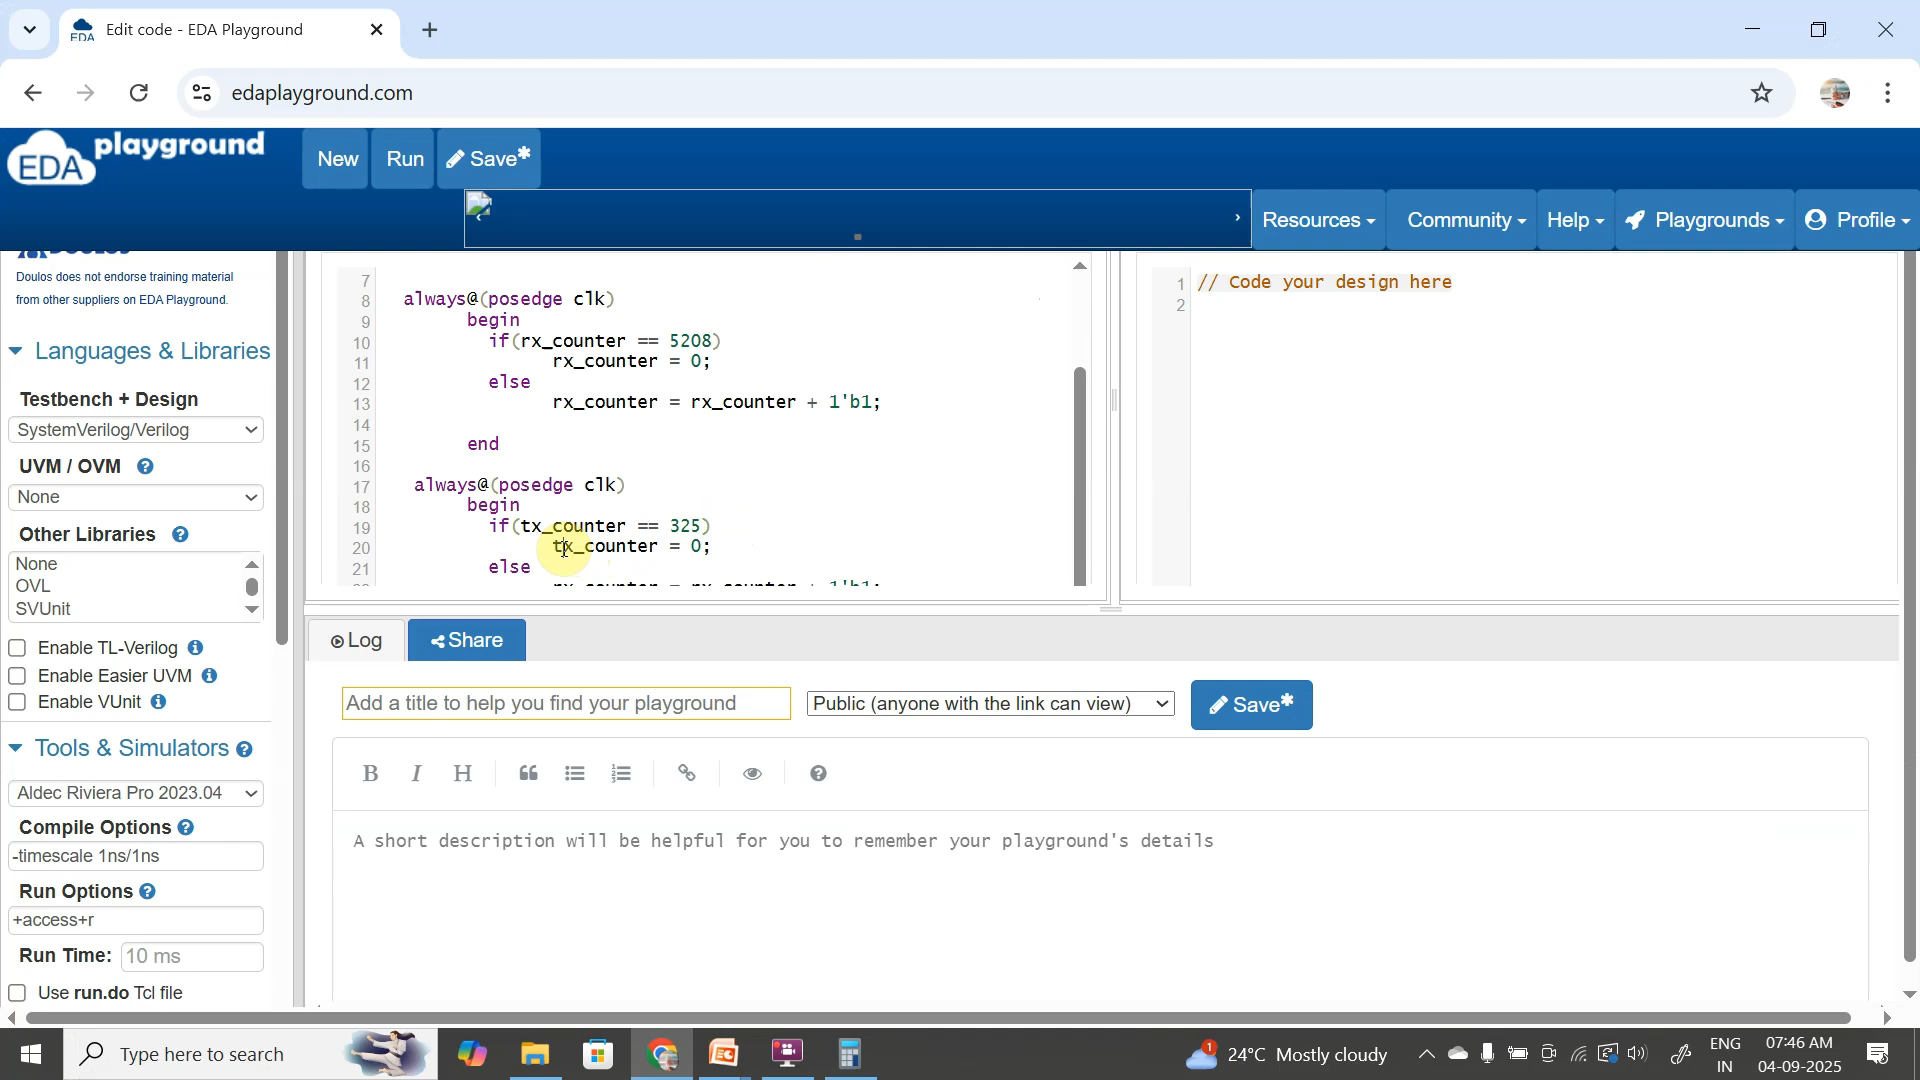 Edit code - EDA Playground
edaplayground.com
EDA playground
New
Run
Save*
Resources
Community
Help
Playgrounds
Profile
Doulos does not endorse training material
from other suppliers on EDA Playground.
Languages & Libraries
Testbench + Design
SystemVerilog/Verilog
UVM / OVM
None
Other Libraries
None
OVL
SVUnit
Enable TL-Verilog
Enable Easier UVM
Enable VUnit
Tools & Simulators
Aldec Riviera Pro 2023.04
Compile Options
-timescale 1ns/1ns
Run Options
+access+r
Run Time: 10 ms
Use run.do Tcl file
7
8 always@(posedge clk)
9 begin
10 if(rx_counter == 5208)
11 rx_counter = 0;
12 else
13 rx_counter = rx_counter + 1'b1;
14
15 end
16
17 always@(posedge clk)
18 begin
19 if(tx_counter == 325)
20 tx_counter = 0;
21 else
1 // Code your design here
2
Log
Share
Add a title to help you find your playground
Public (anyone with the link can view)
Save*
B I H
A short description will be helpful for you to remember your playground's details
Type here to search
1
24°C Mostly cloudy
ENG
IN
07:46 AM
04-09-2025